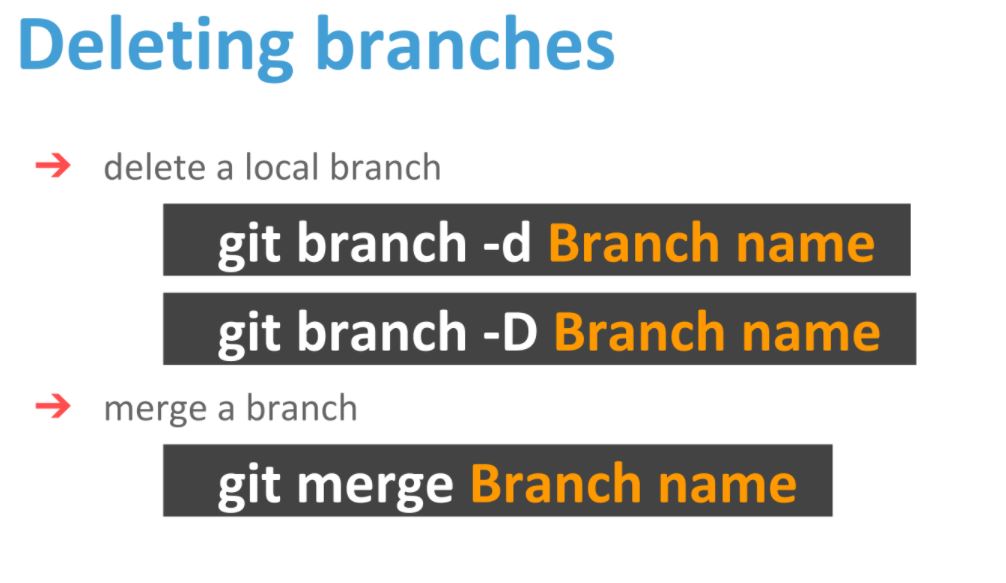 Deleting branches
➔ delete a local branch
git branch -d Branch name
git branch -D Branch name
➔ merge a branch
git merge Branch name